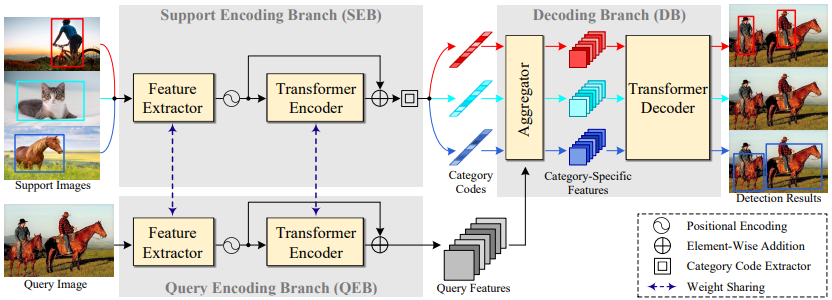 Support Encoding Branch (SEB)
Decoding Branch (DB)
Feature
Extractor
Transformer
Encoder
Aggregator
Transformer
Decoder
Support Images
Category
Codes
Category-Specific
Features
Detection Results
Feature
Extractor
Transformer
Encoder
Query Image
Query Encoding Branch (QEB)
Query Features
Positional Encoding
Element-Wise Addition
Category Code Extractor
Weight Sharing